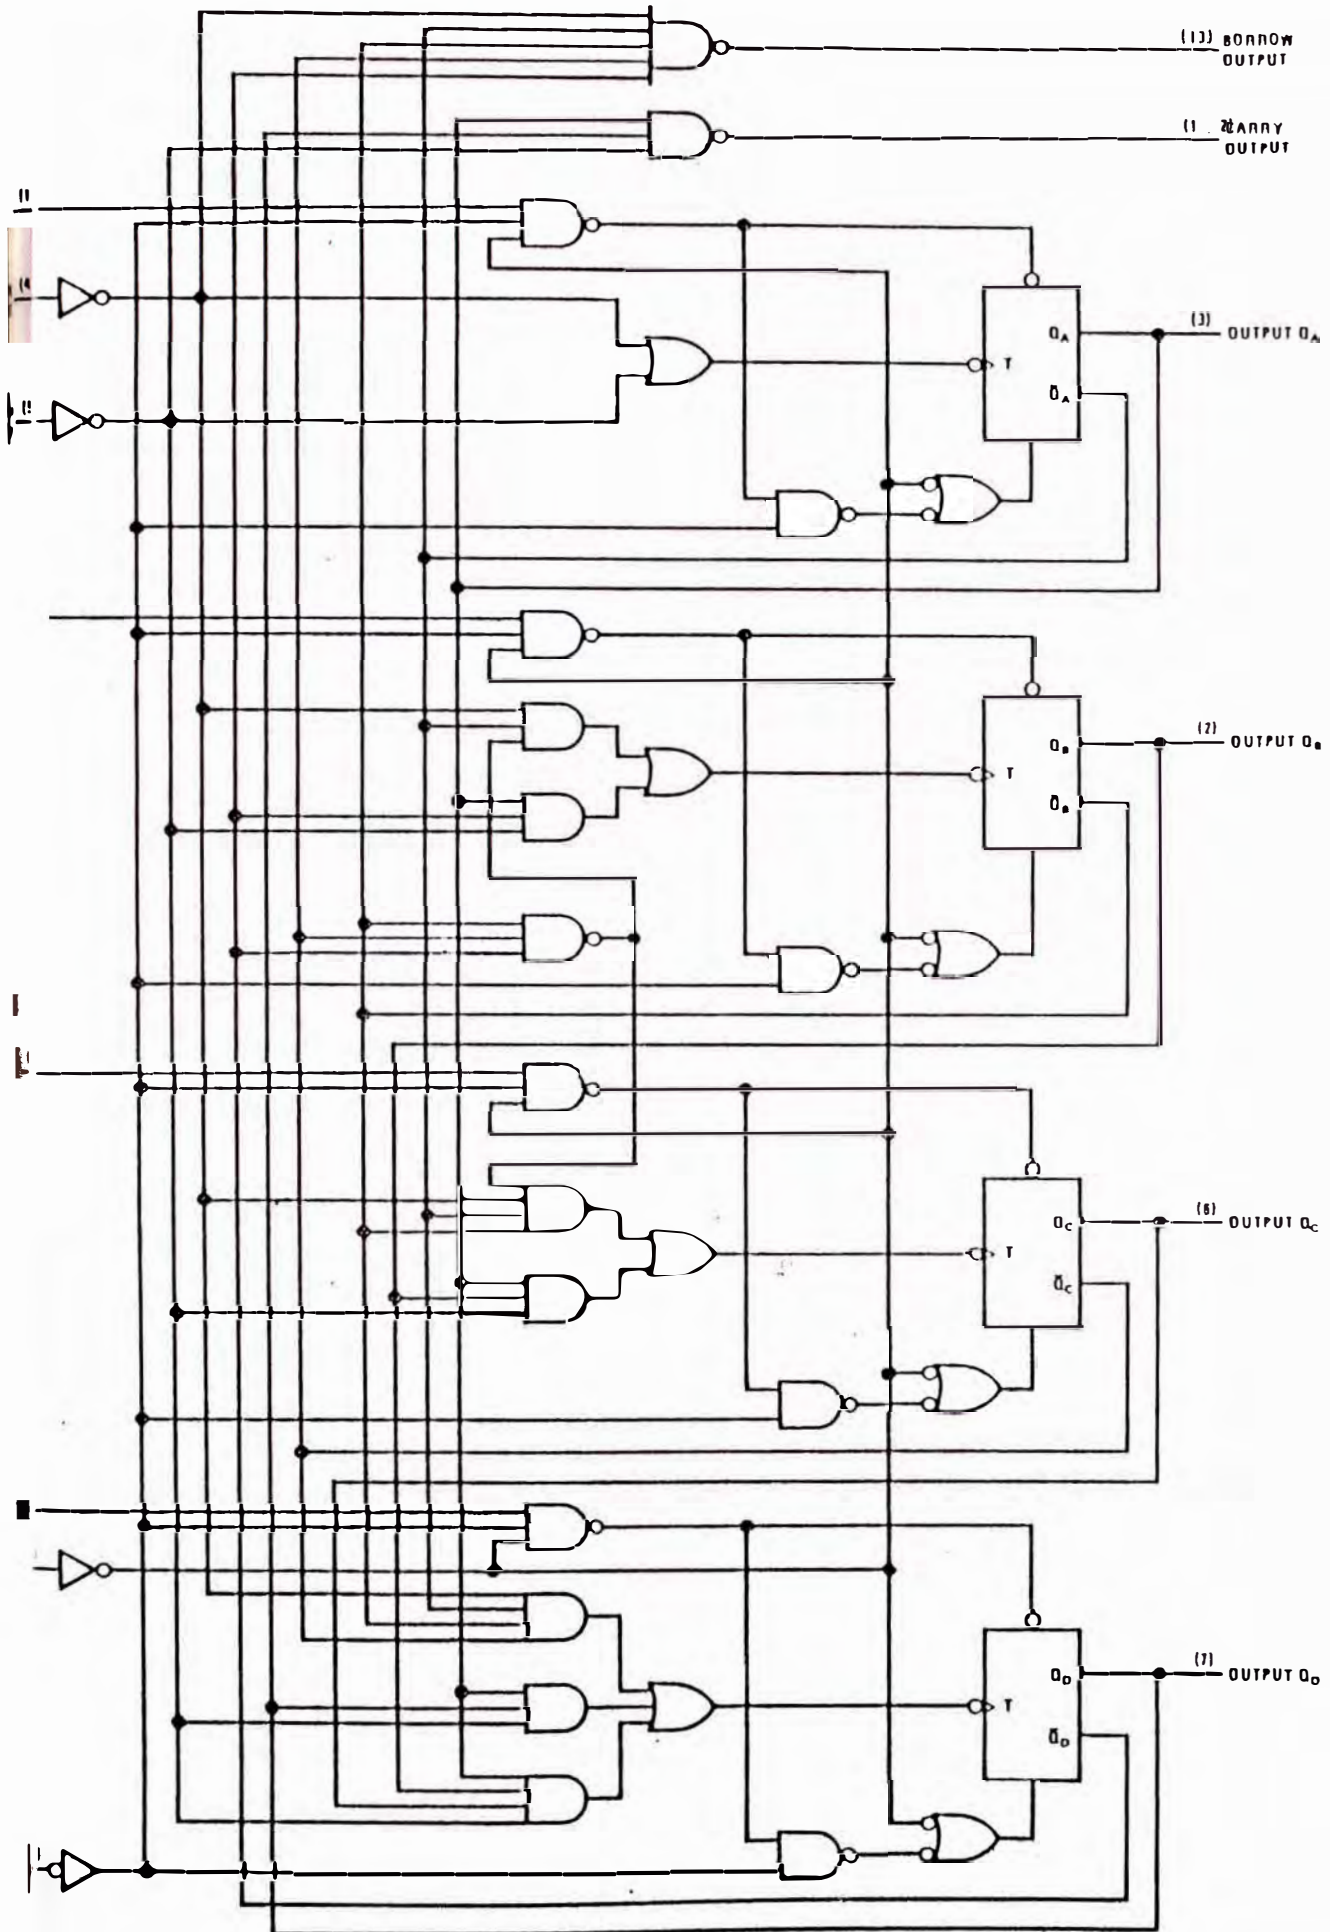 (13) BORROW
OUTPUT
CARRY
OUTPUT
Q_A
(3) OUTPUT Q_A
T
Q̄_A
Q_B
(2) OUTPUT Q_B
T
Q̄_B
Q_C
(6) OUTPUT Q_C
T
Q̄_C
Q_D
(7) OUTPUT Q_D
T
Q̄_D